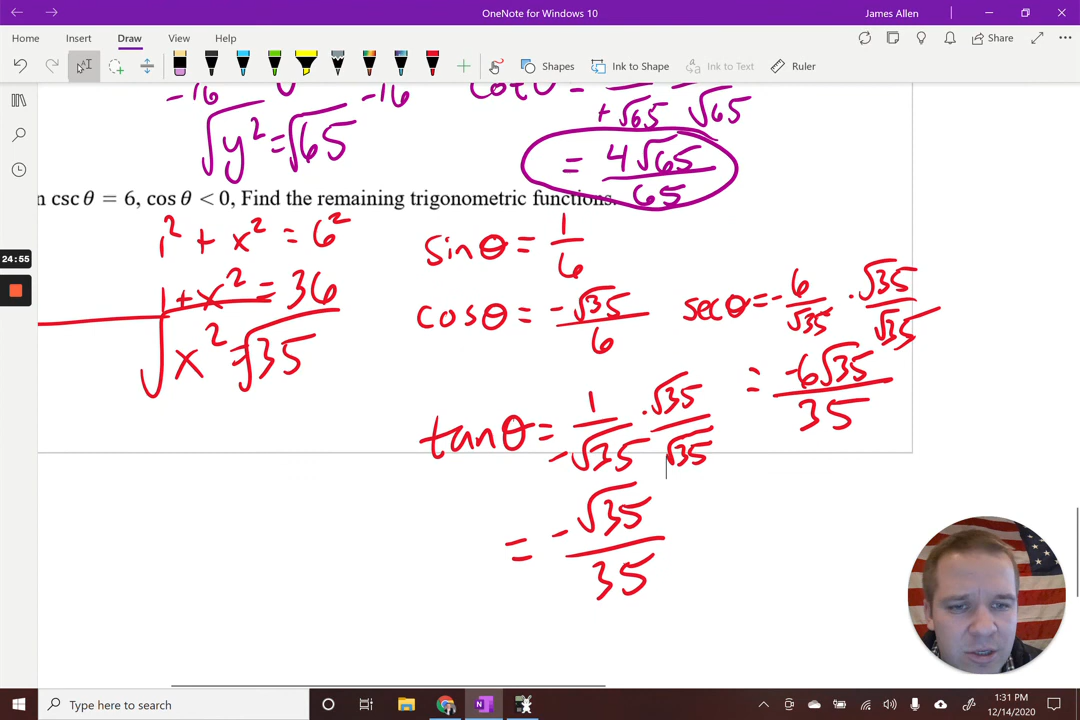 OneNote for Windows 10
James Allen
Home Insert Draw View Help
Share
Shapes Ink to Shape Ink to Text Ruler
-16 -16
√y² = √65
cot θ =
+√65 √65
= 4√65/65
n csc θ = 6, cos θ < 0, Find the remaining trigonometric functions.
1² + x² = 6²
1 + x² = 36
√x² = √35
sin θ = 1/6
cos θ = -√35/6
sec θ = -6/√35 · √35/√35
= -6√35/35
tan θ = 1/-√35 · √35/√35
= -√35/35
24:55
Type here to search
1:31 PM
12/14/2020